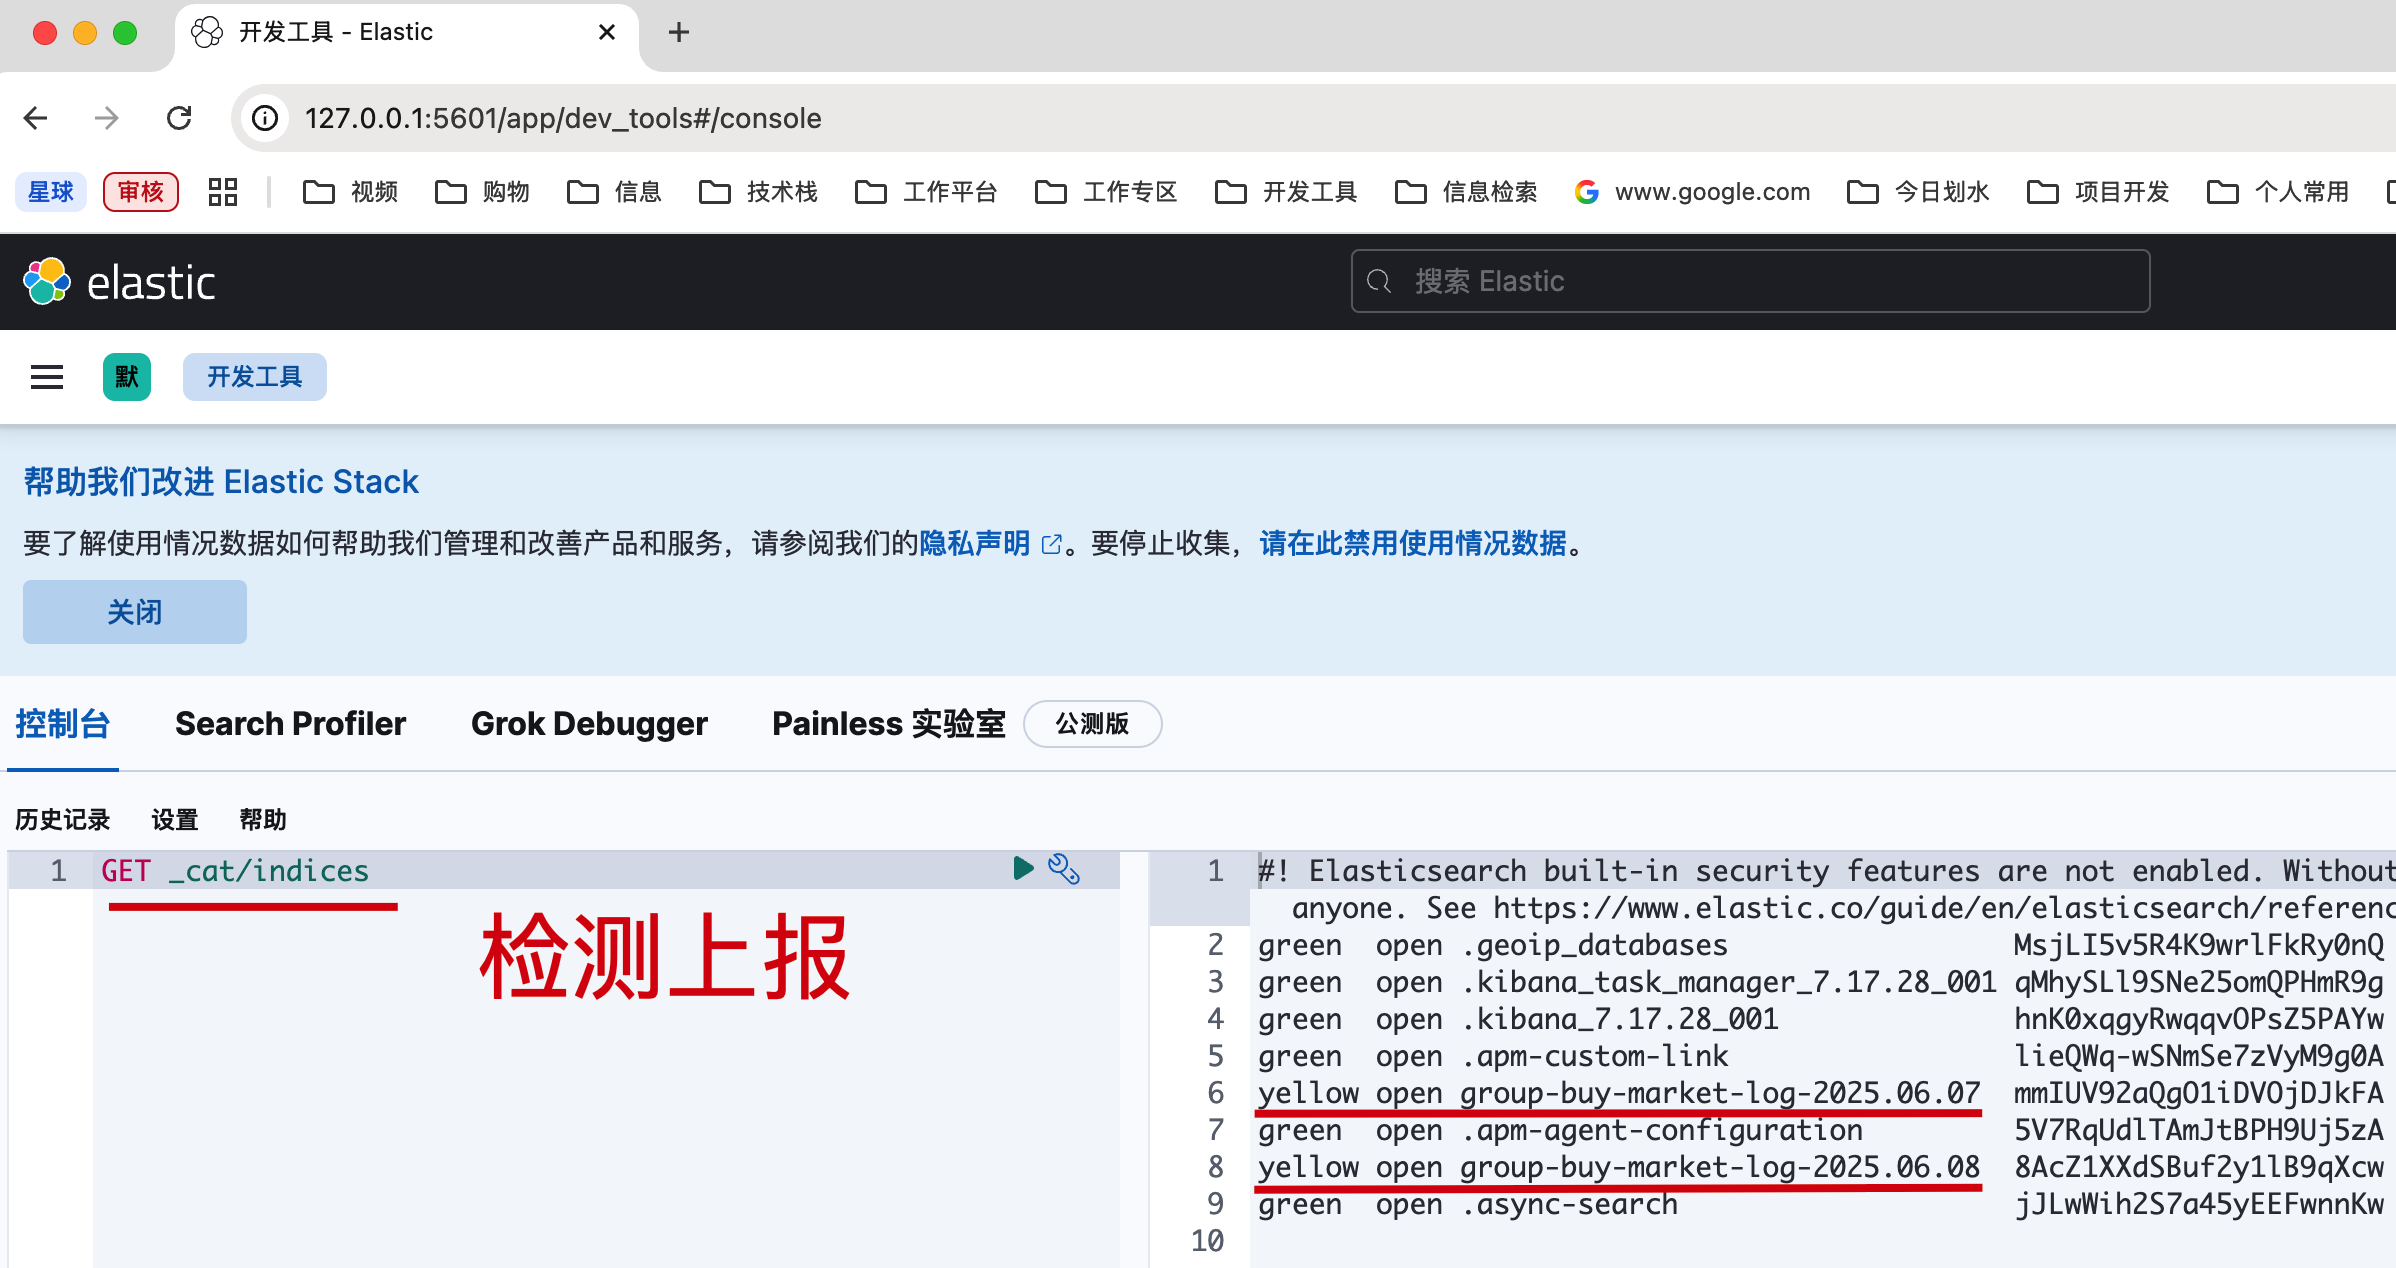 开发工具 - Elastic
127.0.0.1:5601/app/dev_tools#/console
星球 审核 视频 购物 信息 技术栈 工作平台 工作专区 开发工具 信息检索 www.google.com 今日划水 项目开发 个人常用
elastic 搜索 Elastic
默 开发工具
帮助我们改进 Elastic Stack
要了解使用情况数据如何帮助我们管理和改善产品和服务，请参阅我们的隐私声明。要停止收集，请在此禁用使用情况数据。
关闭
控制台 Search Profiler Grok Debugger Painless 实验室 公测版
历史记录 设置 帮助
1 GET _cat/indices
检测上报
1 #! Elasticsearch built-in security features are not enabled. Without
anyone. See https://www.elastic.co/guide/en/elasticsearch/referenc
2 green open .geoip_databases MsjLI5v5R4K9wrlFkRy0nQ
3 green open .kibana_task_manager_7.17.28_001 qMhySLl9SNe25omQPHmR9g
4 green open .kibana_7.17.28_001 hnK0xqgyRwqqvOPsZ5PAYw
5 green open .apm-custom-link lieQWq-wSNmSe7zVyM9g0A
6 yellow open group-buy-market-log-2025.06.07 mmIUV92aQgO1iDVOjDJkFA
7 green open .apm-agent-configuration 5V7RqUdlTAmJtBPH9Uj5zA
8 yellow open group-buy-market-log-2025.06.08 8AcZ1XXdSBuf2y1lB9qXcw
9 green open .async-search jJLwWih2S7a45yEEFwnnKw
10